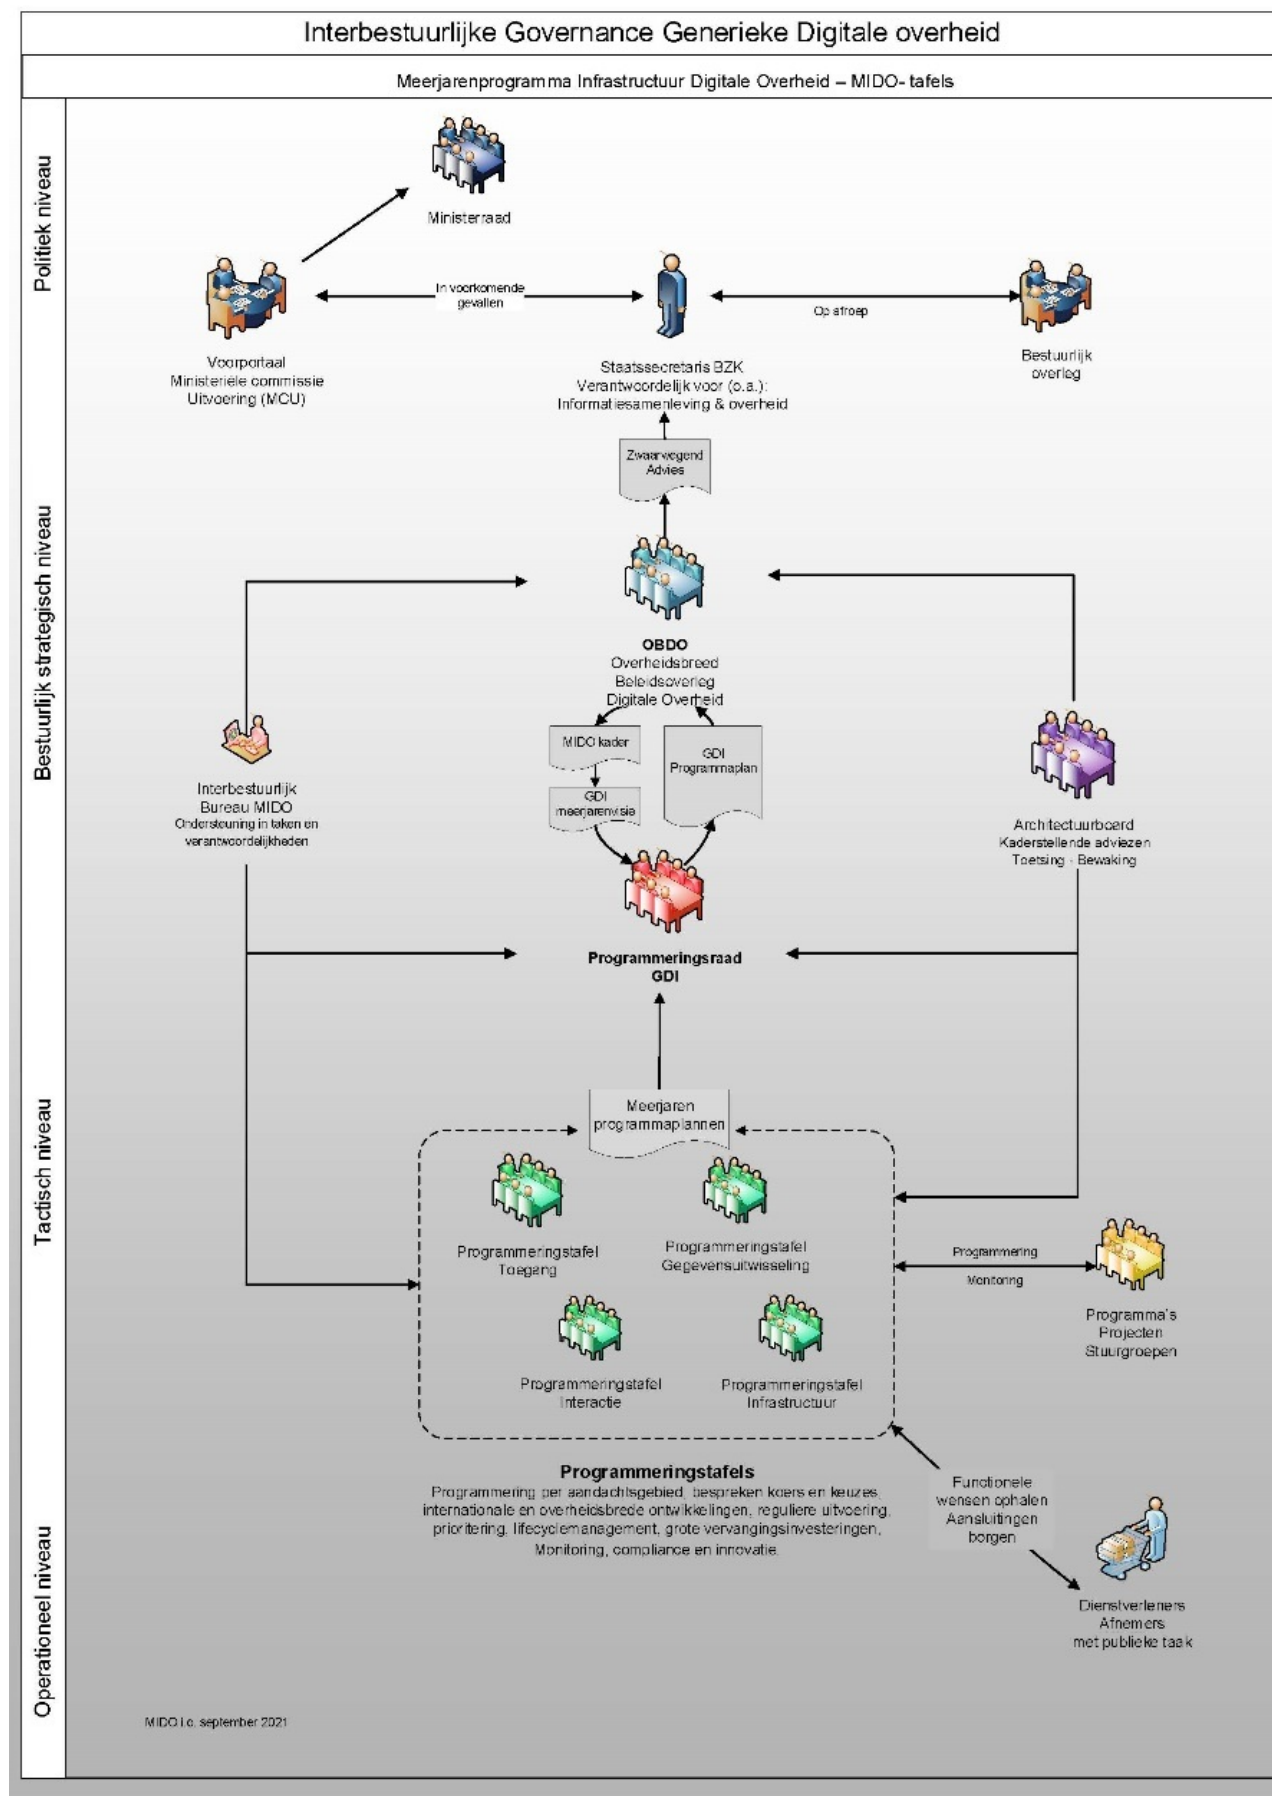 Interbestuurlijke Governance Generieke Digitale overheid
Meerjarenprogramma Infrastructuur Digitale Overheid – MIDO- tafels
Politiek niveau
Ministerraad
In voorkomende
gevallen
Op afroep
Voorportaal
Ministeriële commissie
Uitvoering (MCU)
Staatssecretaris BZK
Verantwoordelijk voor (o.a.):
Informatiesamenleving & overheid
Bestuurlijk
overleg
Zwaarwegend
Advies
Bestuurlijk strategisch niveau
OBDO
Overheidsbreed
Beleidsoverleg
Digitale Overheid
MIDO kader
GDI
Programmaplan
GDI
meerjarenvisie
Interbestuurlijk
Bureau MIDO
Ondersteuning in taken en
verantwoordelijkheden
Architectuurboard
Kaderstellende adviezen
Toetsing - Bewaking
Programmeringsraad
GDI
Tactisch niveau
Meerjaren
programmaplannen
Programmeringstafel
Toegang
Programmeringstafel
Gegevensuitwisseling
Programmering
Monitoring
Programma's
Projecten
Stuurgroepen
Programmeringstafel
Interactie
Programmeringstafel
Infrastructuur
Programmeringstafels
Programmering per aandachtsgebied, bespreken koers en keuzes,
internationale en overheidsbrede ontwikkelingen, reguliere uitvoering,
prioritering, lifecyclemanagement, grote vervangingsinvesteringen,
Monitoring, compliance en innovatie.
Functionele
wensen ophalen
Aansluitingen
borgen
Operationeel niveau
Dienstverleners
Afnemers
met publieke taak
MIDO i.c. september 2021